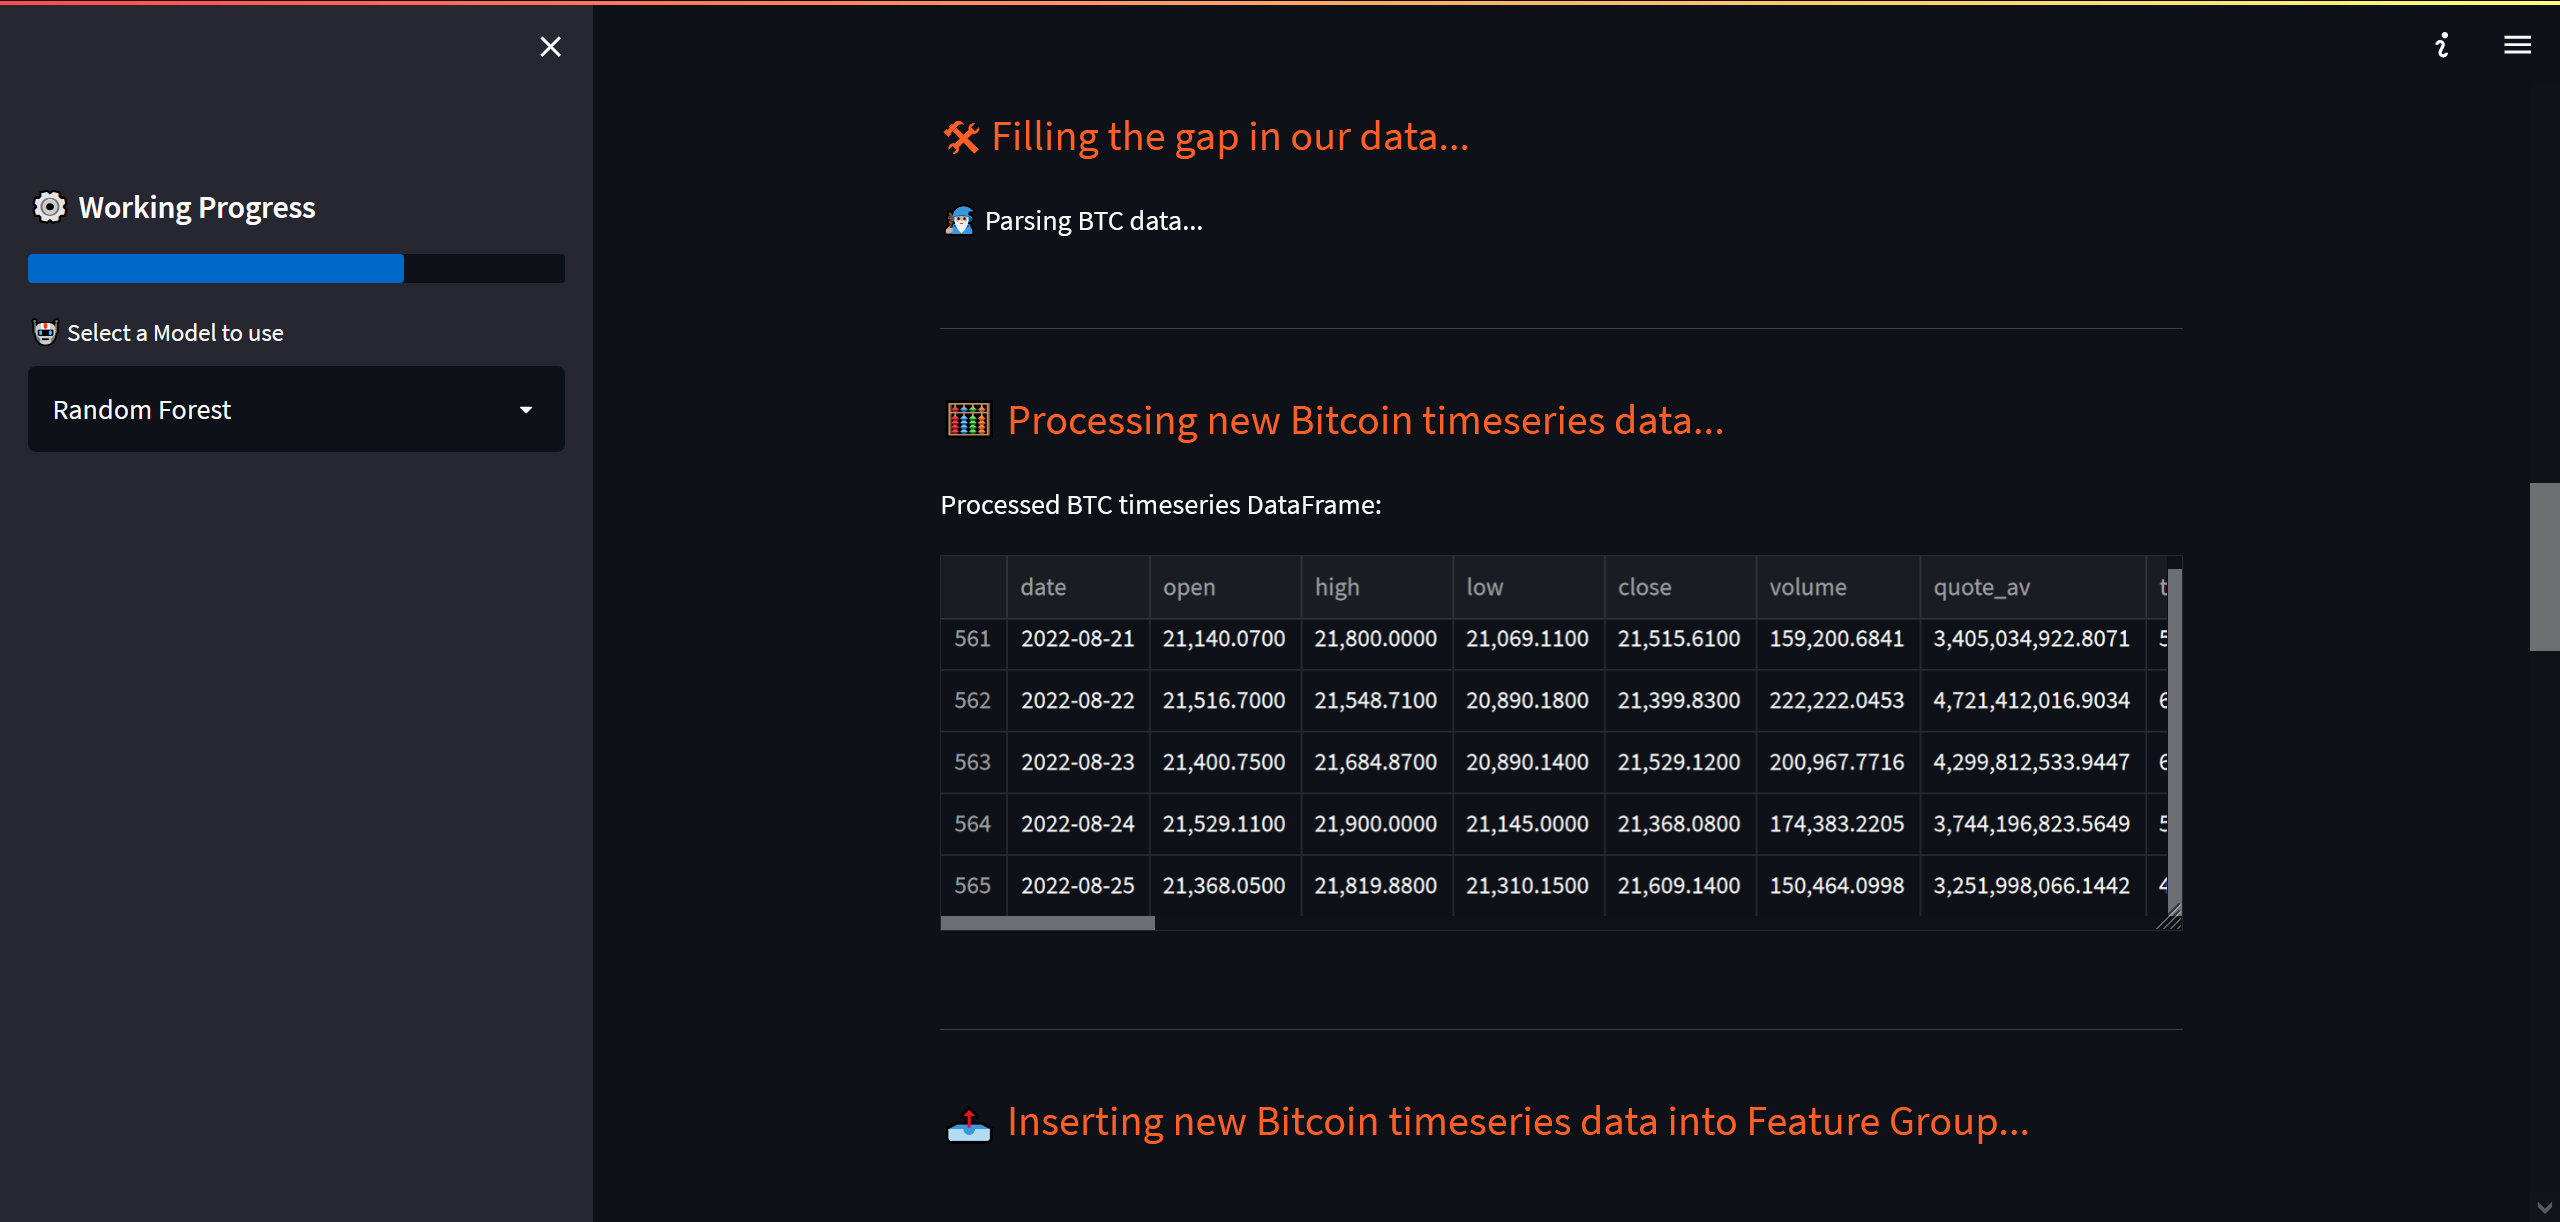 Working Progress
Select a Model to use
Random Forest
Filling the gap in our data...
Parsing BTC data...
Processing new Bitcoin timeseries data...
Processed BTC timeseries DataFrame:
date open high low close volume quote_av t
561 2022-08-21 21,140.0700 21,800.0000 21,069.1100 21,515.6100 159,200.6841 3,405,034,922.8071 5
562 2022-08-22 21,516.7000 21,548.7100 20,890.1800 21,399.8300 222,222.0453 4,721,412,016.9034 6
563 2022-08-23 21,400.7500 21,684.8700 20,890.1400 21,529.1200 200,967.7716 4,299,812,533.9447 6
564 2022-08-24 21,529.1100 21,900.0000 21,145.0000 21,368.0800 174,383.2205 3,744,196,823.5649 5
565 2022-08-25 21,368.0500 21,819.8800 21,310.1500 21,609.1400 150,464.0998 3,251,998,066.1442 4
Inserting new Bitcoin timeseries data into Feature Group...